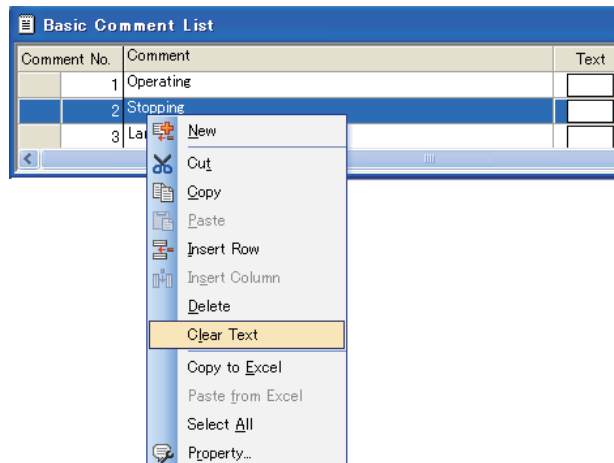 Basic Comment List
Comment No. Comment Text
1 Operating
2 Stopping
3
New
Cut
Copy
Paste
Insert Row
Insert Column
Delete
Clear Text
Copy to Excel
Paste from Excel
Select All
Property...